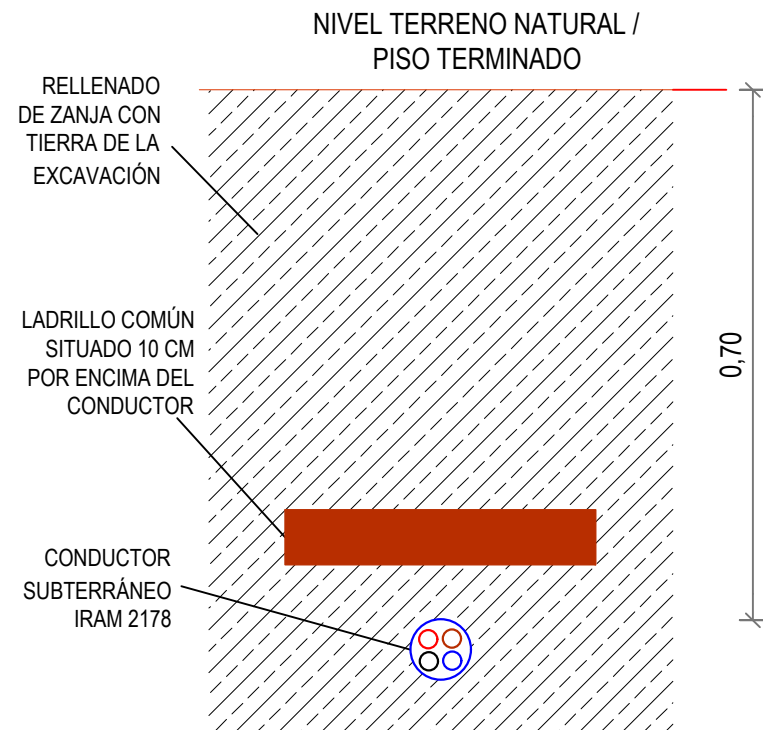 NIVEL TERRENO NATURAL /
PISO TERMINADO
RELLENADO
DE ZANJA CON
TIERRA DE LA
EXCAVACIÓN
LADRILLO COMÚN
SITUADO 10 CM
POR ENCIMA DEL
CONDUCTOR
0,70
CONDUCTOR
SUBTERRÁNEO
IRAM 2178